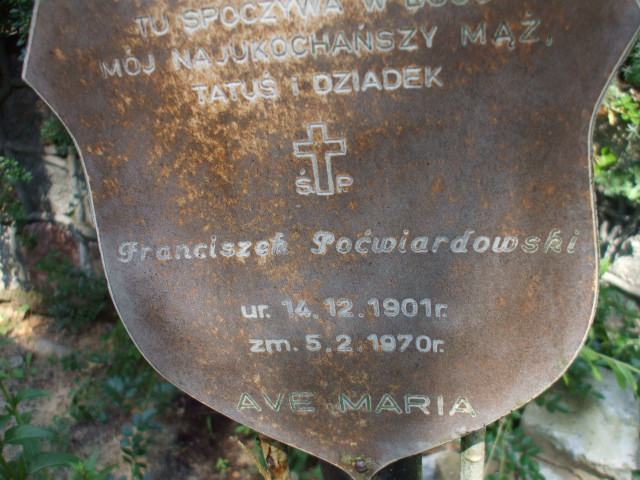 TU SPOCZYWA W BOGU
MÓJ NAJUKOCHAŃSZY MĄŻ,
TATUŚ I DZIADEK
Ś.P.
Franciszek Poćwiardowski
ur. 14.12.1901r.
zm. 5.2.1970r.
AVE MARIA